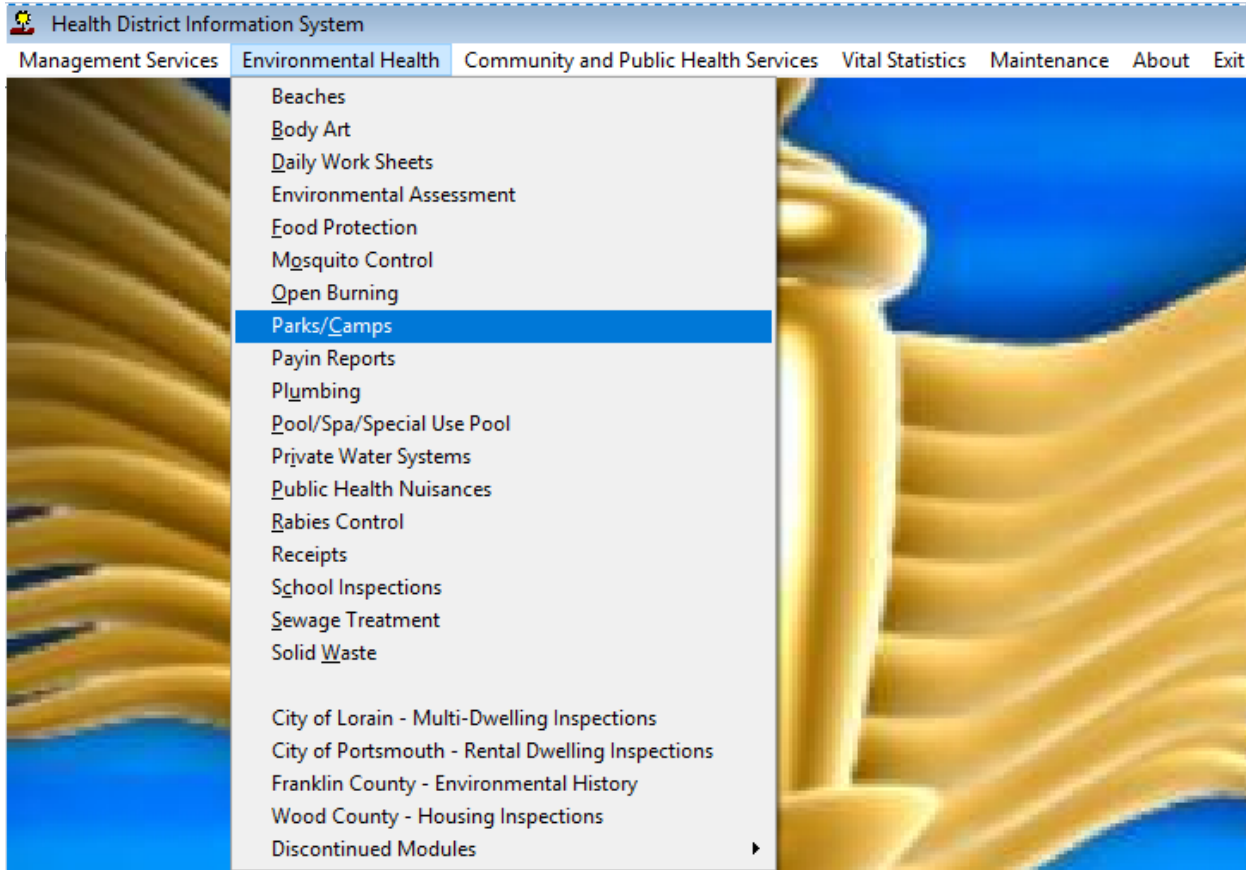 Health District Information System
Management Services Environmental Health Community and Public Health Services Vital Statistics Maintenance About Exit
Beaches
Body Art
Daily Work Sheets
Environmental Assessment
Food Protection
Mosquito Control
Open Burning
Parks/Camps
Payin Reports
Plumbing
Pool/Spa/Special Use Pool
Private Water Systems
Public Health Nuisances
Rabies Control
Receipts
School Inspections
Sewage Treatment
Solid Waste
City of Lorain - Multi-Dwelling Inspections
City of Portsmouth - Rental Dwelling Inspections
Franklin County - Environmental History
Wood County - Housing Inspections
Discontinued Modules